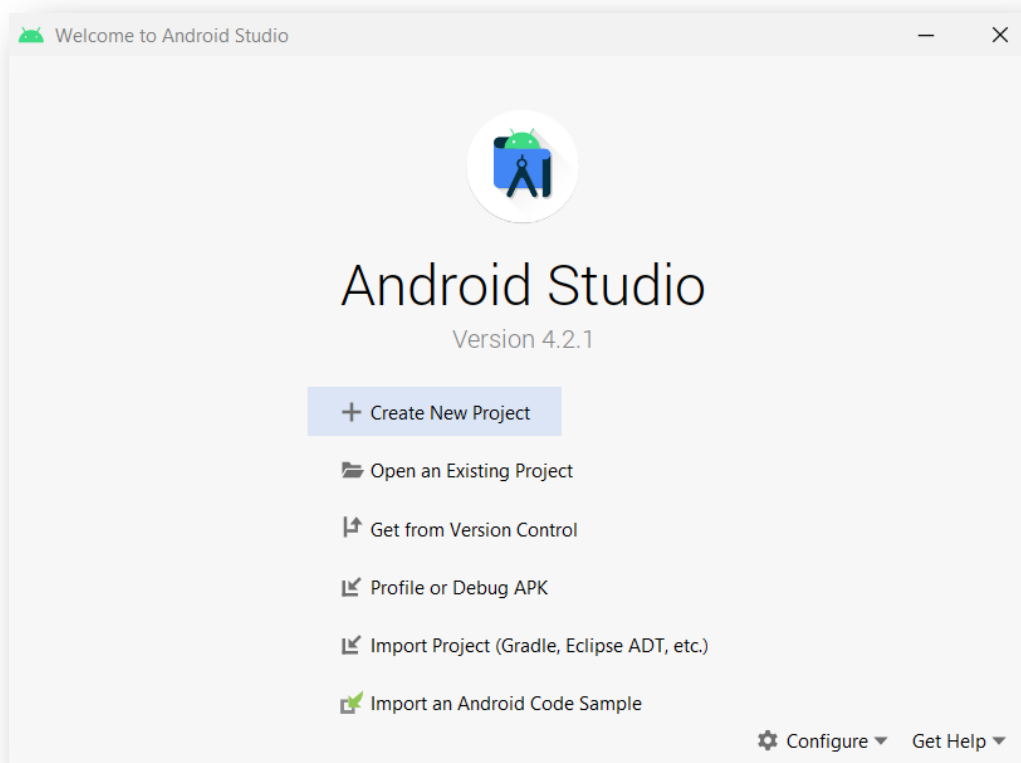 Welcome to Android Studio
Android Studio
Version 4.2.1
Create New Project
Open an Existing Project
Get from Version Control
Profile or Debug APK
Import Project (Gradle, Eclipse ADT, etc.)
Import an Android Code Sample
Configure Get Help